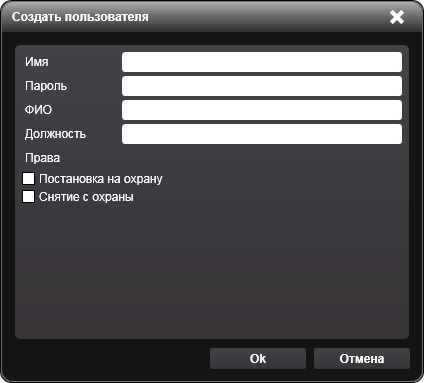 Создать пользователя
Имя
Пароль
ФИО
Должность
Права
Постановка на охрану
Снятие с охраны
Ok Отмена